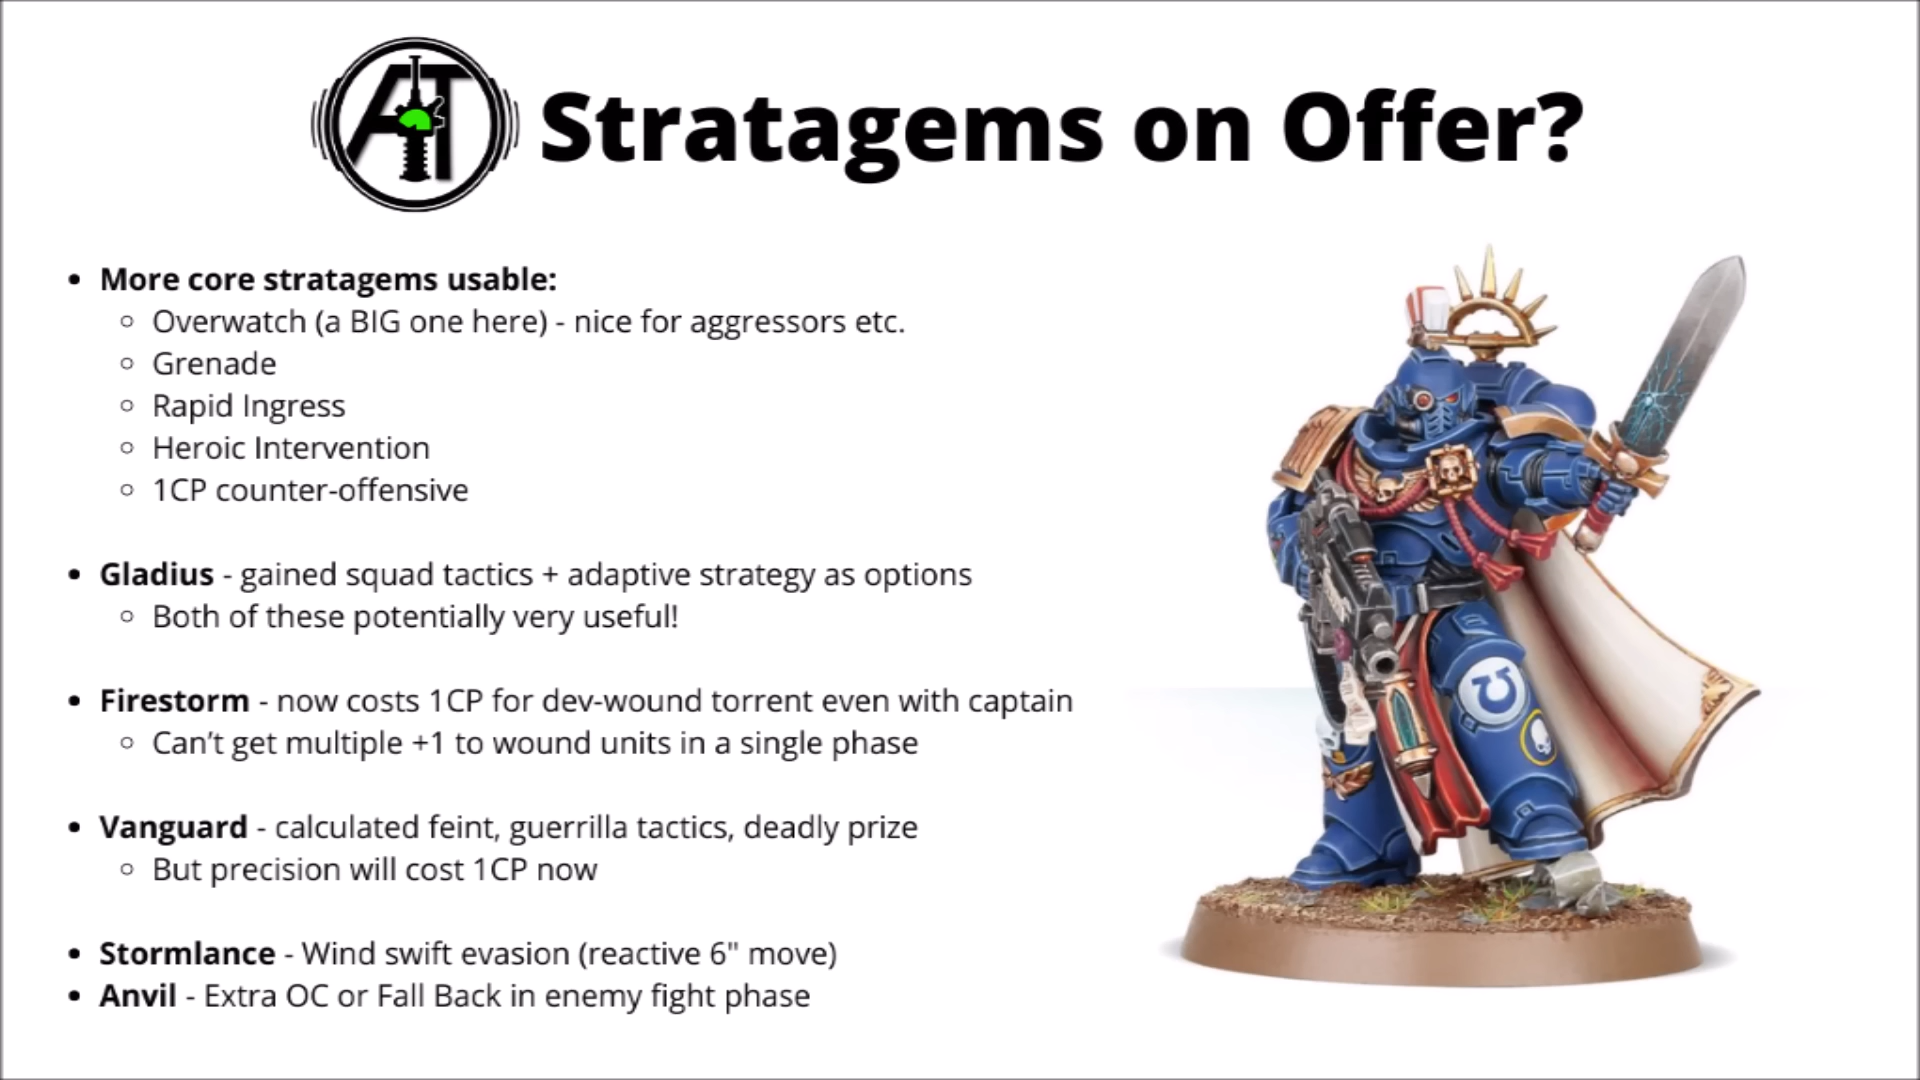 AT
Stratagems on Offer?
• More core stratagems usable:
◦ Overwatch (a BIG one here) - nice for aggressors etc.
◦ Grenade
◦ Rapid Ingress
◦ Heroic Intervention
◦ 1CP counter-offensive
• Gladius - gained squad tactics + adaptive strategy as options
◦ Both of these potentially very useful!
• Firestorm - now costs 1CP for dev-wound torrent even with captain
◦ Can’t get multiple +1 to wound units in a single phase
• Vanguard - calculated feint, guerrilla tactics, deadly prize
◦ But precision will cost 1CP now
• Stormlance - Wind swift evasion (reactive 6" move)
• Anvil - Extra OC or Fall Back in enemy fight phase